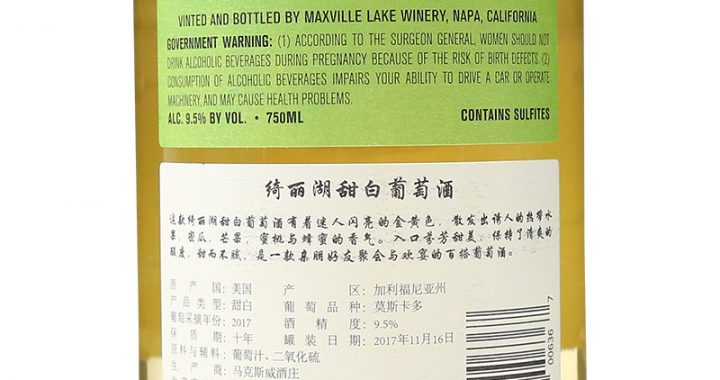 VINTED AND BOTTLED BY MAXVILLE LAKE WINERY, NAPA, CALIFORNIA
GOVERNMENT WARNING: (1) ACCORDING TO THE SURGEON GENERAL, WOMEN SHOULD NOT
DRINK ALCOHOLIC BEVERAGES DURING PREGNANCY BECAUSE OF THE RISK OF BIRTH DEFECTS. (2)
CONSUMPTION OF ALCOHOLIC BEVERAGES IMPAIRS YOUR ABILITY TO DRIVE A CAR OR OPERATE
MACHINERY, AND MAY CAUSE HEALTH PROBLEMS.
ALC. 9.5% BY VOL. • 750ML CONTAINS SULFITES
绮丽湖甜白葡萄酒
这款绮丽湖甜白葡萄酒有着迷人闪亮的金黄色，散发出诱人的热带水
果，密瓜，芒果，蜜桃与蜂蜜的香气。入口芬芳甜美，保持了清爽的
酸度，甜而不腻，是一款亲朋好友聚会与欢宴的百搭葡萄酒。
原产国：美国 产区：加利福尼亚州
产品类型：甜白 葡萄品种：莫斯卡多
葡萄采摘年份：2017 酒精度：9.5%
保质期：十年 灌装日期：2017年11月16日
原料与辅料：葡萄汁、二氧化硫
生产商：马克斯威酒庄
00636 7